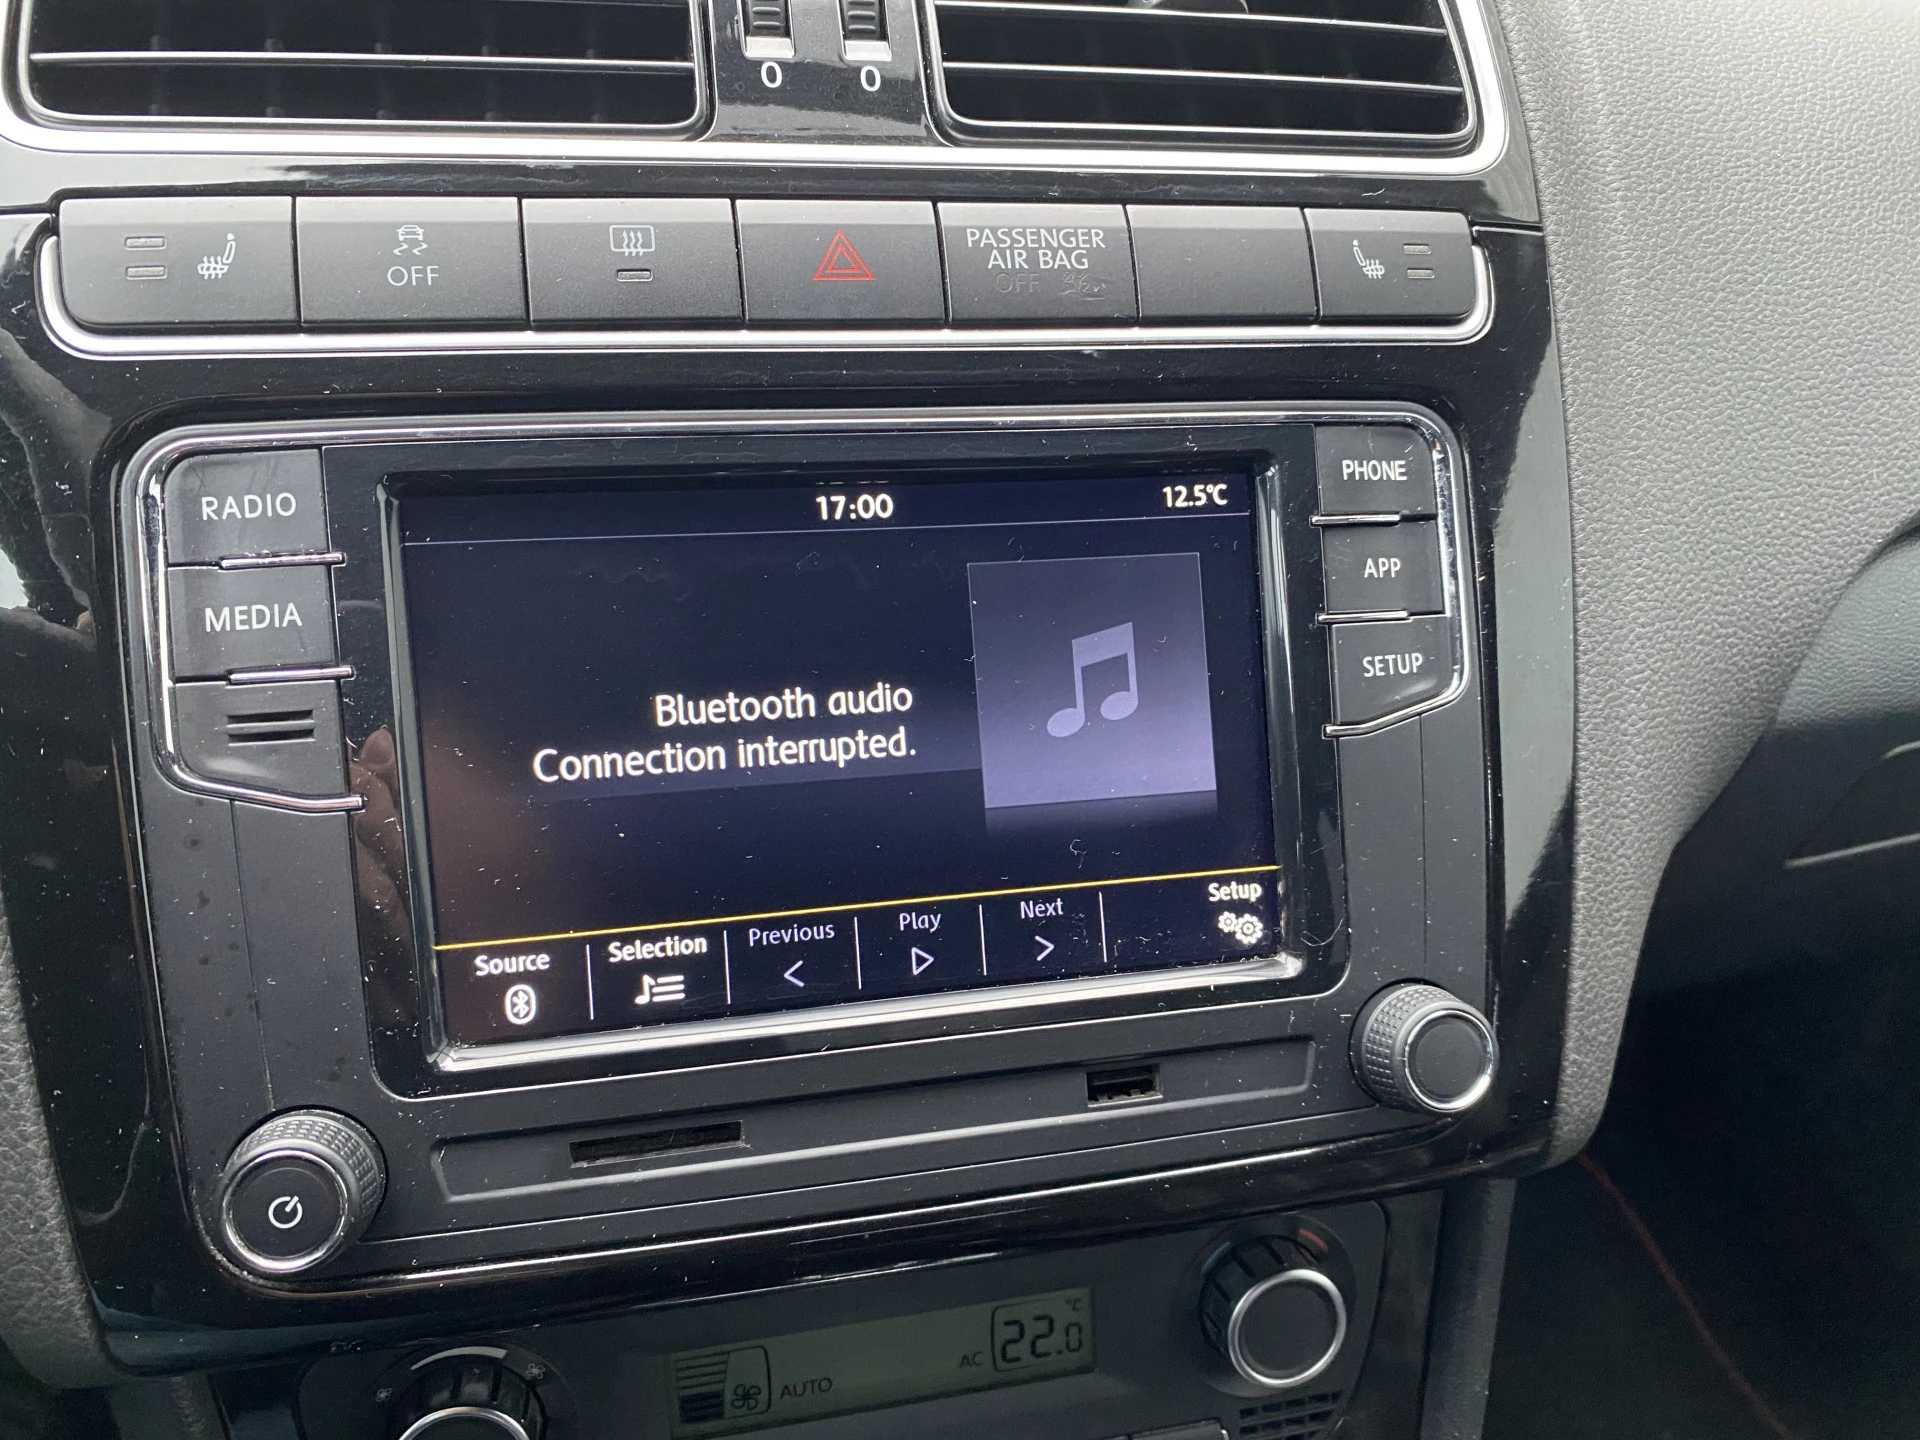 0 0
OFF
PASSENGER
AIR BAG
OFF
RADIO
MEDIA
17:00
12.5°C
Bluetooth audio
Connection interrupted.
Source
Selection
Previous
Play
Next
Setup
PHONE
APP
SETUP
AUTO
AC
22.0 °C